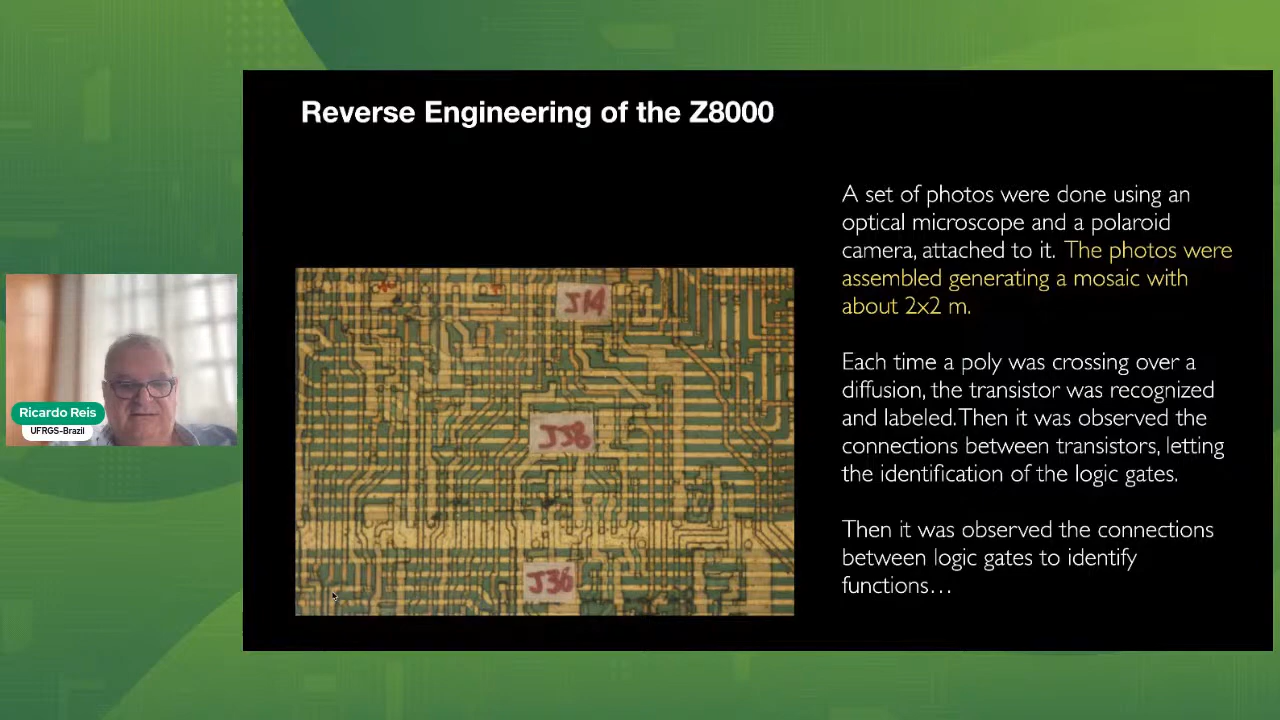 Reverse Engineering of the Z8000
A set of photos were done using an
optical microscope and a polaroid
camera, attached to it. The photos were
assembled generating a mosaic with
about 2x2 m.
Each time a poly was crossing over a
diffusion, the transistor was recognized
and labeled. Then it was observed the
connections between transistors, letting
the identification of the logic gates.
Then it was observed the connections
between logic gates to identify
functions...
J14
J38
J36
Ricardo Reis
UFRGS-Brazil